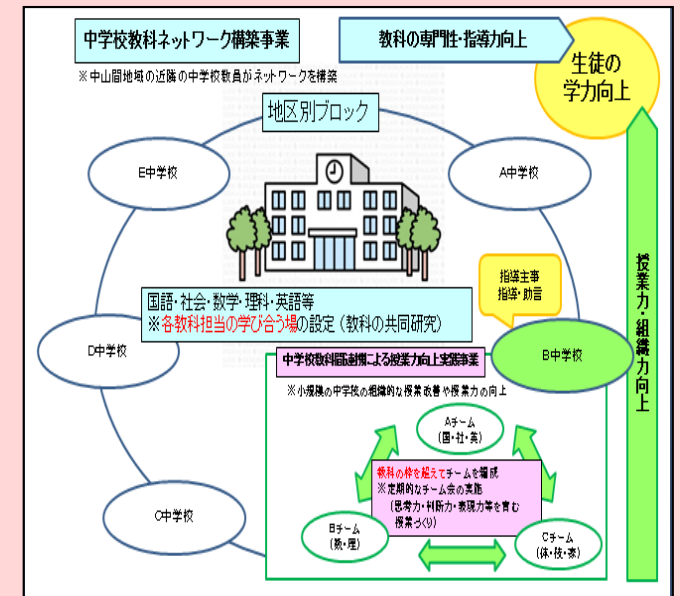 中学校教科ネットワーク構築事業
教科の専門性・指導力向上
※中山間地域の近隣の中学校教員がネットワークを構築
生徒の
学力向上
地区別ブロック
E中学校
A中学校
指導主事
指導・助言
国語・社会・数学・理科・英語等
※各教科担当の学び合う場の設定（教科の共同研究）
D中学校
B中学校
授業力・組織力向上
中学校教科間連携による授業力向上実践事業
※小規模の中学校の組織的な授業改善や授業力の向上
Aチーム
（国・社・英）
教科の枠を超えてチームを編成
※定期的なチーム会の実施
（思考力・判断力・表現力等を育む
授業づくり）
C中学校
Bチーム
（数・理）
Cチーム
（体・技・家）